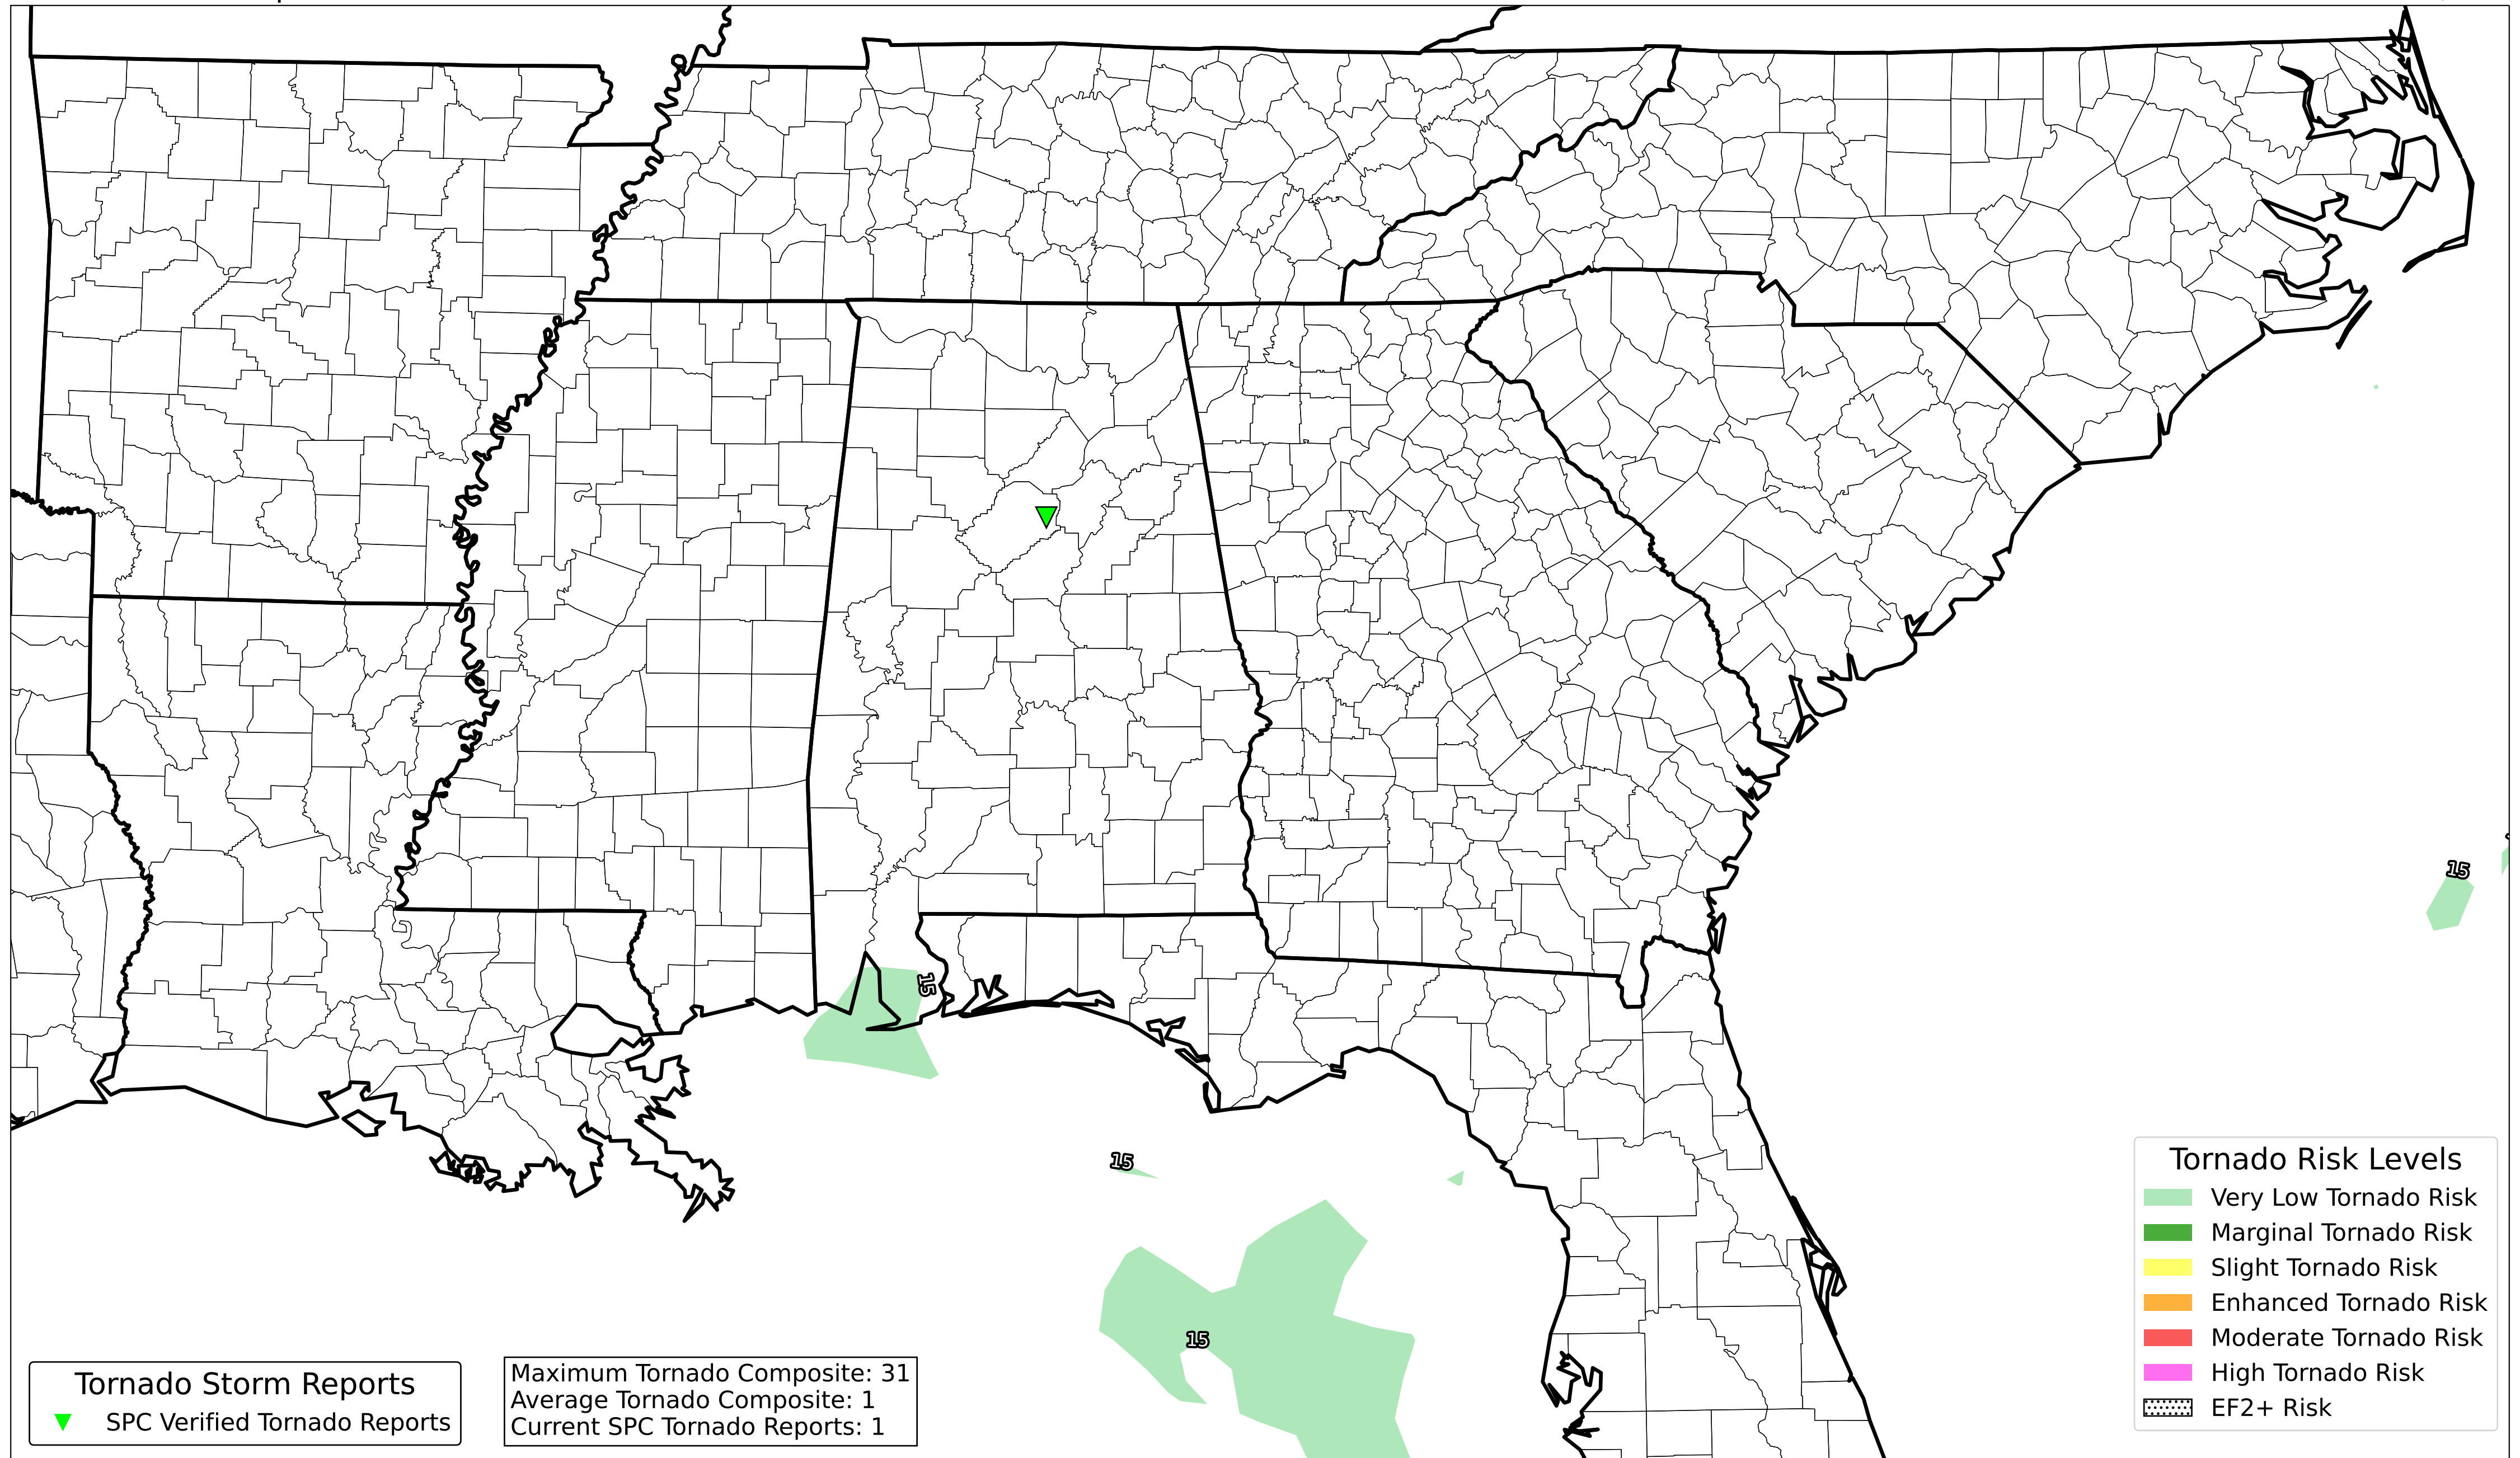 15
15
15
15
Tornado Risk Levels
Very Low Tornado Risk
Marginal Tornado Risk
Slight Tornado Risk
Enhanced Tornado Risk
Moderate Tornado Risk
High Tornado Risk
EF2+ Risk
Tornado Storm Reports
SPC Verified Tornado Reports
Maximum Tornado Composite: 31
Average Tornado Composite: 1
Current SPC Tornado Reports: 1